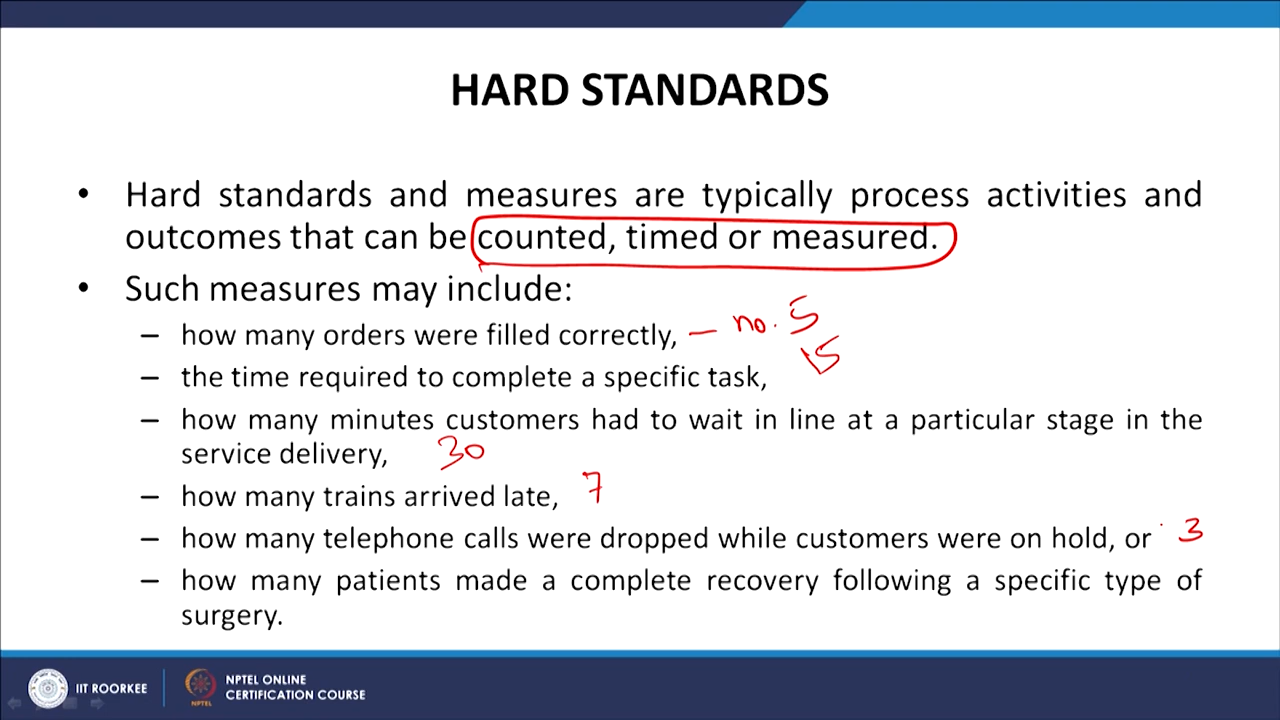 HARD STANDARDS
• Hard standards and measures are typically process activities and
outcomes that can be counted, timed or measured.
• Such measures may include:
– how many orders were filled correctly, – no. 5
– the time required to complete a specific task, 15
– how many minutes customers had to wait in line at a particular stage in the
service delivery, 30
– how many trains arrived late, 7
– how many telephone calls were dropped while customers were on hold, or 3
– how many patients made a complete recovery following a specific type of
surgery.
IIT ROORKEE
NPTEL ONLINE
CERTIFICATION COURSE
NPTEL